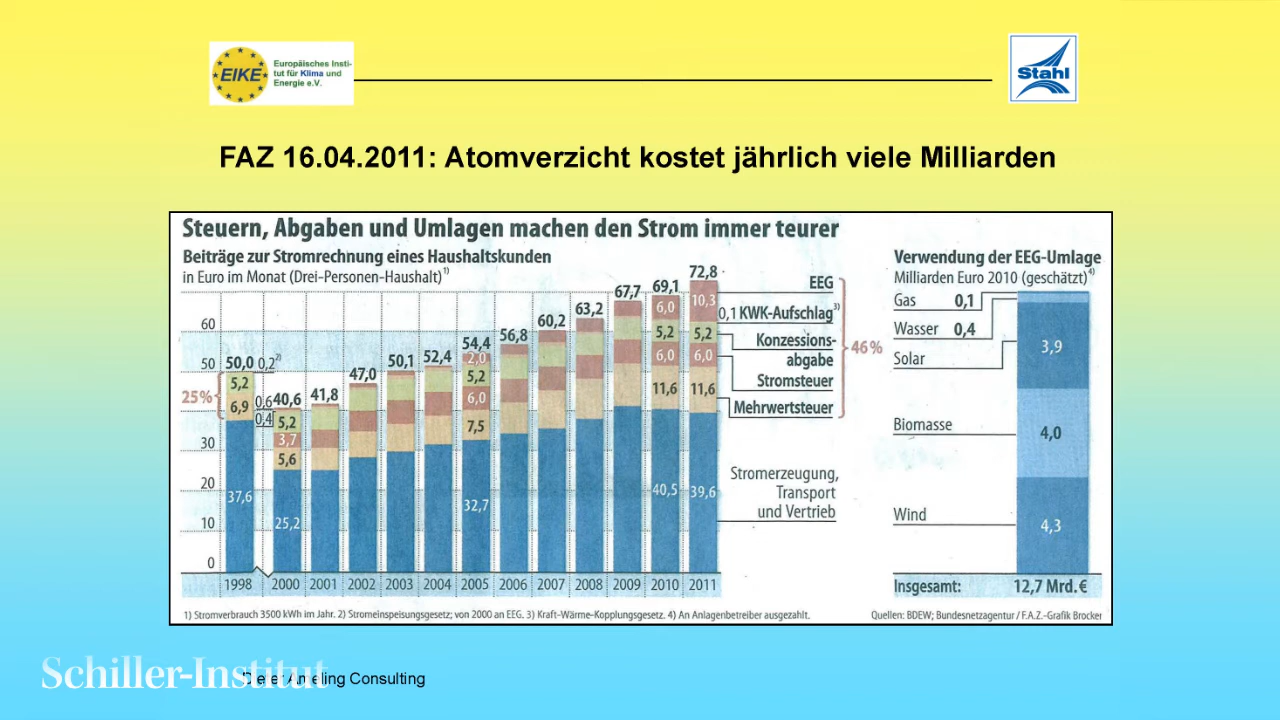 EIKE
Europäisches Insti-
tut für Klima und
Energie e.V.
Stahl
FAZ 16.04.2011: Atomverzicht kostet jährlich viele Milliarden
Steuern, Abgaben und Umlagen machen den Strom immer teurer
Beiträge zur Stromrechnung eines Haushaltskunden
in Euro im Monat (Drei-Personen-Haushalt)1)
72,8
69,1
67,7
63,2
60,2
56,8
54,4
52,4
50,1
47,0
41,8
40,6
50,0
0,2 2)
60
50
30
20
10
0
25%
5,2
6,9
37,6
0,6
0,4
5,2
3,7
5,6
25,2
2,0
5,2
6,0
7,5
32,7
6,0
5,2
6,0
11,6
40,5
10,3
5,2
6,0
11,6
39,6
EEG
0,1 KWK-Aufschlag3)
Konzessions-
abgabe
Stromsteuer
Mehrwertsteuer
46%
Stromerzeugung,
Transport
und Vertrieb
1998 2000 2001 2002 2003 2004 2005 2006 2007 2008 2009 2010 2011
Verwendung der EEG-Umlage
Milliarden Euro 2010 (geschätzt)4)
Gas 0,1
Wasser 0,4
Solar 3,9
Biomasse 4,0
Wind 4,3
Insgesamt: 12,7 Mrd. €
1) Stromverbrauch 3500 kWh im Jahr. 2) Stromeinspeisungsgesetz; von 2000 an EEG. 3) Kraft-Wärme-Kopplungsgesetz. 4) An Anlagenbetreiber ausgezahlt.
Quellen: BDEW; Bundesnetzagentur / F.A.Z.-Grafik Brocker
Schiller-Institut
Dieter Ameling Consulting